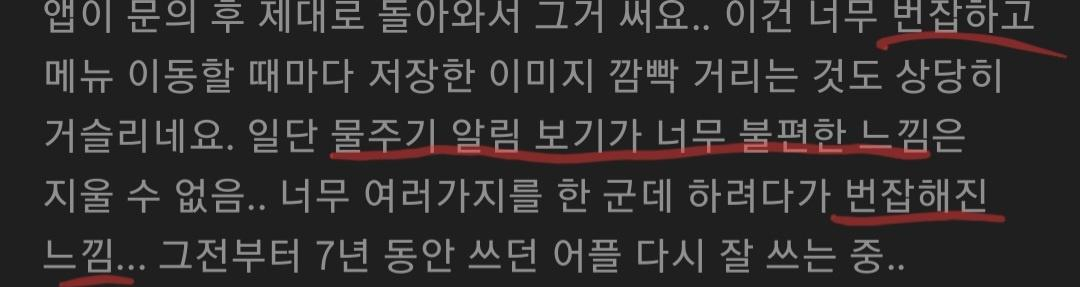 앱이 문의 후 제대로 돌아와서 그거 써요.. 이건 너무 번잡하고
메뉴 이동할 때마다 저장한 이미지 깜빡 거리는 것도 상당히
거슬리네요. 일단 물주기 알림 보기가 너무 불편한 느낌은
지울 수 없음.. 너무 여러가지를 한 군데 하려다가 번잡해진
느낌... 그전부터 7년 동안 쓰던 어플 다시 잘 쓰는 중..